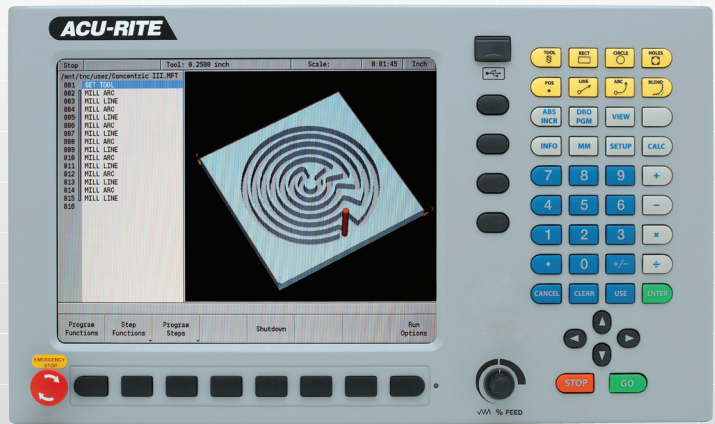 ACU-RITE
Stop Tool: 0.2500 inch Scale: 0:01:45 Inch
/mnt/tnc/user/Concentric III.MPT
001 SET TOOL
002 MILL ARC
003 MILL LINE
004 MILL ARC
005 MILL LINE
006 MILL ARC
007 MILL LINE
008 MILL ARC
009 MILL LINE
010 MILL ARC
011 MILL LINE
012 MILL ARC
013 MILL LINE
014 MILL ARC
015 MILL LINE
016
Program Functions
Step Functions
Program Steps
Shutdown
Run Options
EMERGENCY STOP
TOOL RECT CIRCLE HOLES
POS LINE ARC BLEND
ABS INCR DRO PGM VIEW
INFO MM SETUP CALC
7 8 9 +
4 5 6 −
1 2 3 ×
• 0 +/− ÷
CANCEL CLEAR USE ENTER
STOP GO
% FEED